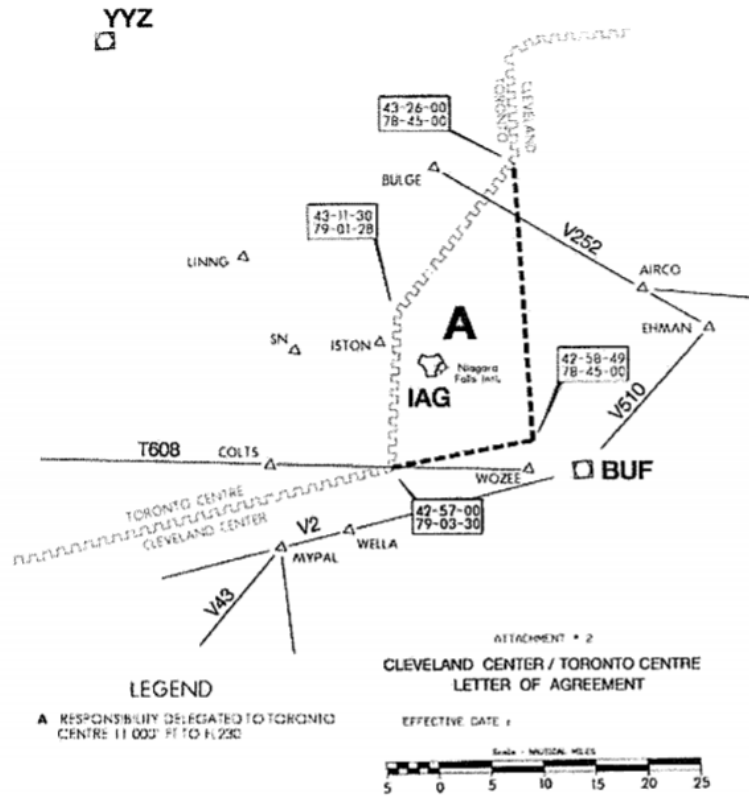 YYZ
TORONTO
CLEVELAND
43-26-00
78-45-00
BULGE
43-11-30
79-01-28
V252
LINNG
AIRCO
A
EHMAN
SN
ISTON
Niagara
Falls Intl.
42-58-49
78-45-00
IAG
V510
T608
COLTS
WOZEE
BUF
TORONTO CENTRE
CLEVELAND CENTER
42-57-00
79-03-30
V2
WELLA
MYPAL
V43
ATTACHMENT # 2
CLEVELAND CENTER / TORONTO CENTRE
LETTER OF AGREEMENT
LEGEND
A RESPONSIBILITY DELEGATED TO TORONTO
CENTRE 11 000' FT TO FL230
EFFECTIVE DATE :
Scale - NAUTICAL MILES
5 0 5 10 15 20 25